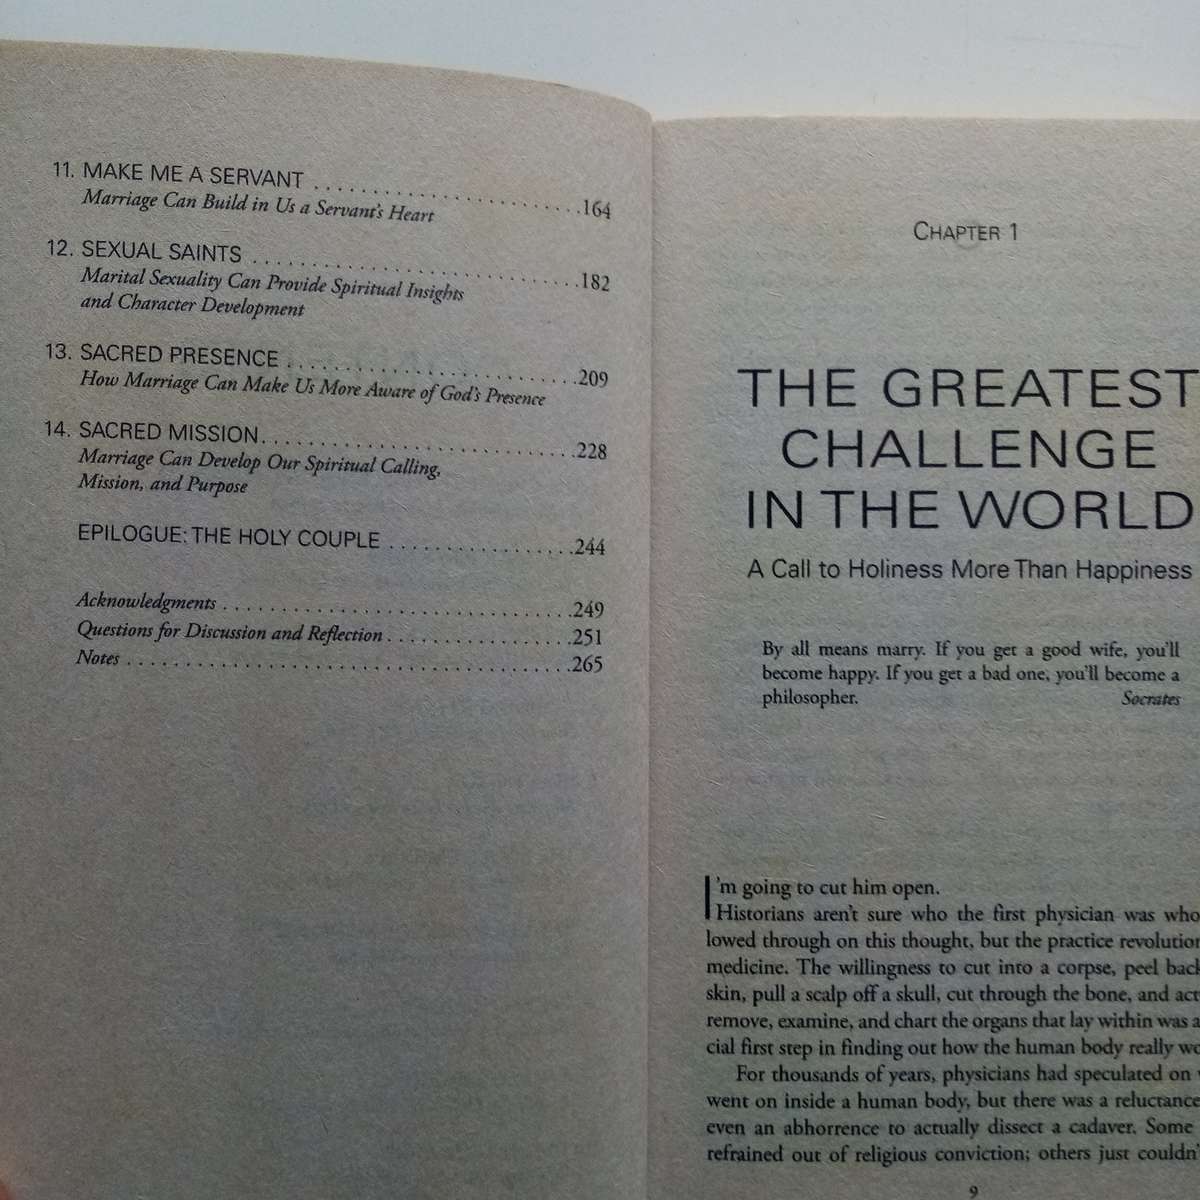 11. MAKE ME A SERVANT . . . . . . . . . . . . . . . . . . . . . . .164
Marriage Can Build in Us a Servant's Heart
12. SEXUAL SAINTS . . . . . . . . . . . . . . . . . . . . . . . . . . . .182
Marital Sexuality Can Provide Spiritual Insights
and Character Development
13. SACRED PRESENCE . . . . . . . . . . . . . . . . . . . . . . . . .209
How Marriage Can Make Us More Aware of God's Presence
14. SACRED MISSION. . . . . . . . . . . . . . . . . . . . . . . . . . .228
Marriage Can Develop Our Spiritual Calling,
Mission, and Purpose
EPILOGUE: THE HOLY COUPLE . . . . . . . . . . . . . . . .244
Acknowledgments . . . . . . . . . . . . . . . . . . . . . . . . . . . . . .249
Questions for Discussion and Reflection . . . . . . . . . . . . . . . .251
Notes . . . . . . . . . . . . . . . . . . . . . . . . . . . . . . . . . . . . . .265
CHAPTER 1
THE GREATEST
CHALLENGE
IN THE WORLD
A Call to Holiness More Than Happiness
By all means marry. If you get a good wife, you'll
become happy. If you get a bad one, you'll become a
philosopher. Socrates
I'm going to cut him open.
Historians aren't sure who the first physician was who
lowed through on this thought, but the practice revolution
medicine. The willingness to cut into a corpse, peel back
skin, pull a scalp off a skull, cut through the bone, and act
remove, examine, and chart the organs that lay within was a
cial first step in finding out how the human body really wo
For thousands of years, physicians had speculated on
went on inside a human body, but there was a reluctance
even an abhorrence to actually dissect a cadaver. Some
refrained out of religious conviction; others just couldn'
9